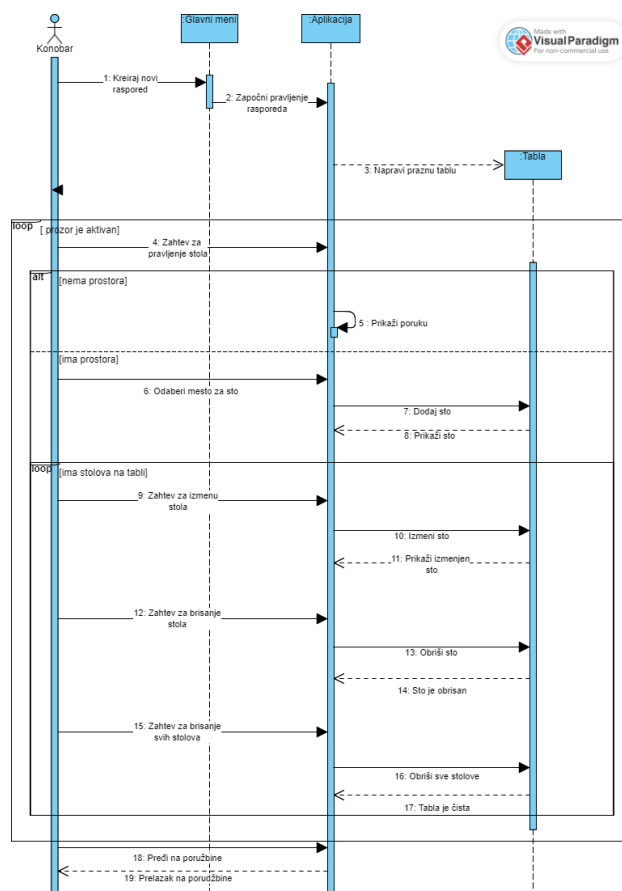 :Glavni meni
:Aplikacija
Made with
VisualParadigm
For non-commercial use
Konobar
1: Kreiraj novi
raspored
2: Započni pravljenje
rasporeda
:Tabla
3: Napravi praznu tablu
loop
[ prozor je aktivan]
4: Zahtev za
pravljenje stola
alt
[nema prostora]
5 : Prikaži poruku
[ima prostora]
6: Odaberi mesto za sto
7: Dodaj sto
8: Prikaži sto
loop
[ima stolova na tabli]
9: Zahtev za izmenu
stola
10: Izmeni sto
11: Prikaži izmenjen
sto
12: Zahtev za brisanje
stola
13: Obriši sto
14: Sto je obrisan
15: Zahtev za brisanje
svih stolova
16: Obriši sve stolove
17: Tabla je čista
18: Pređi na poružbine
19: Prelazak na porudžbine